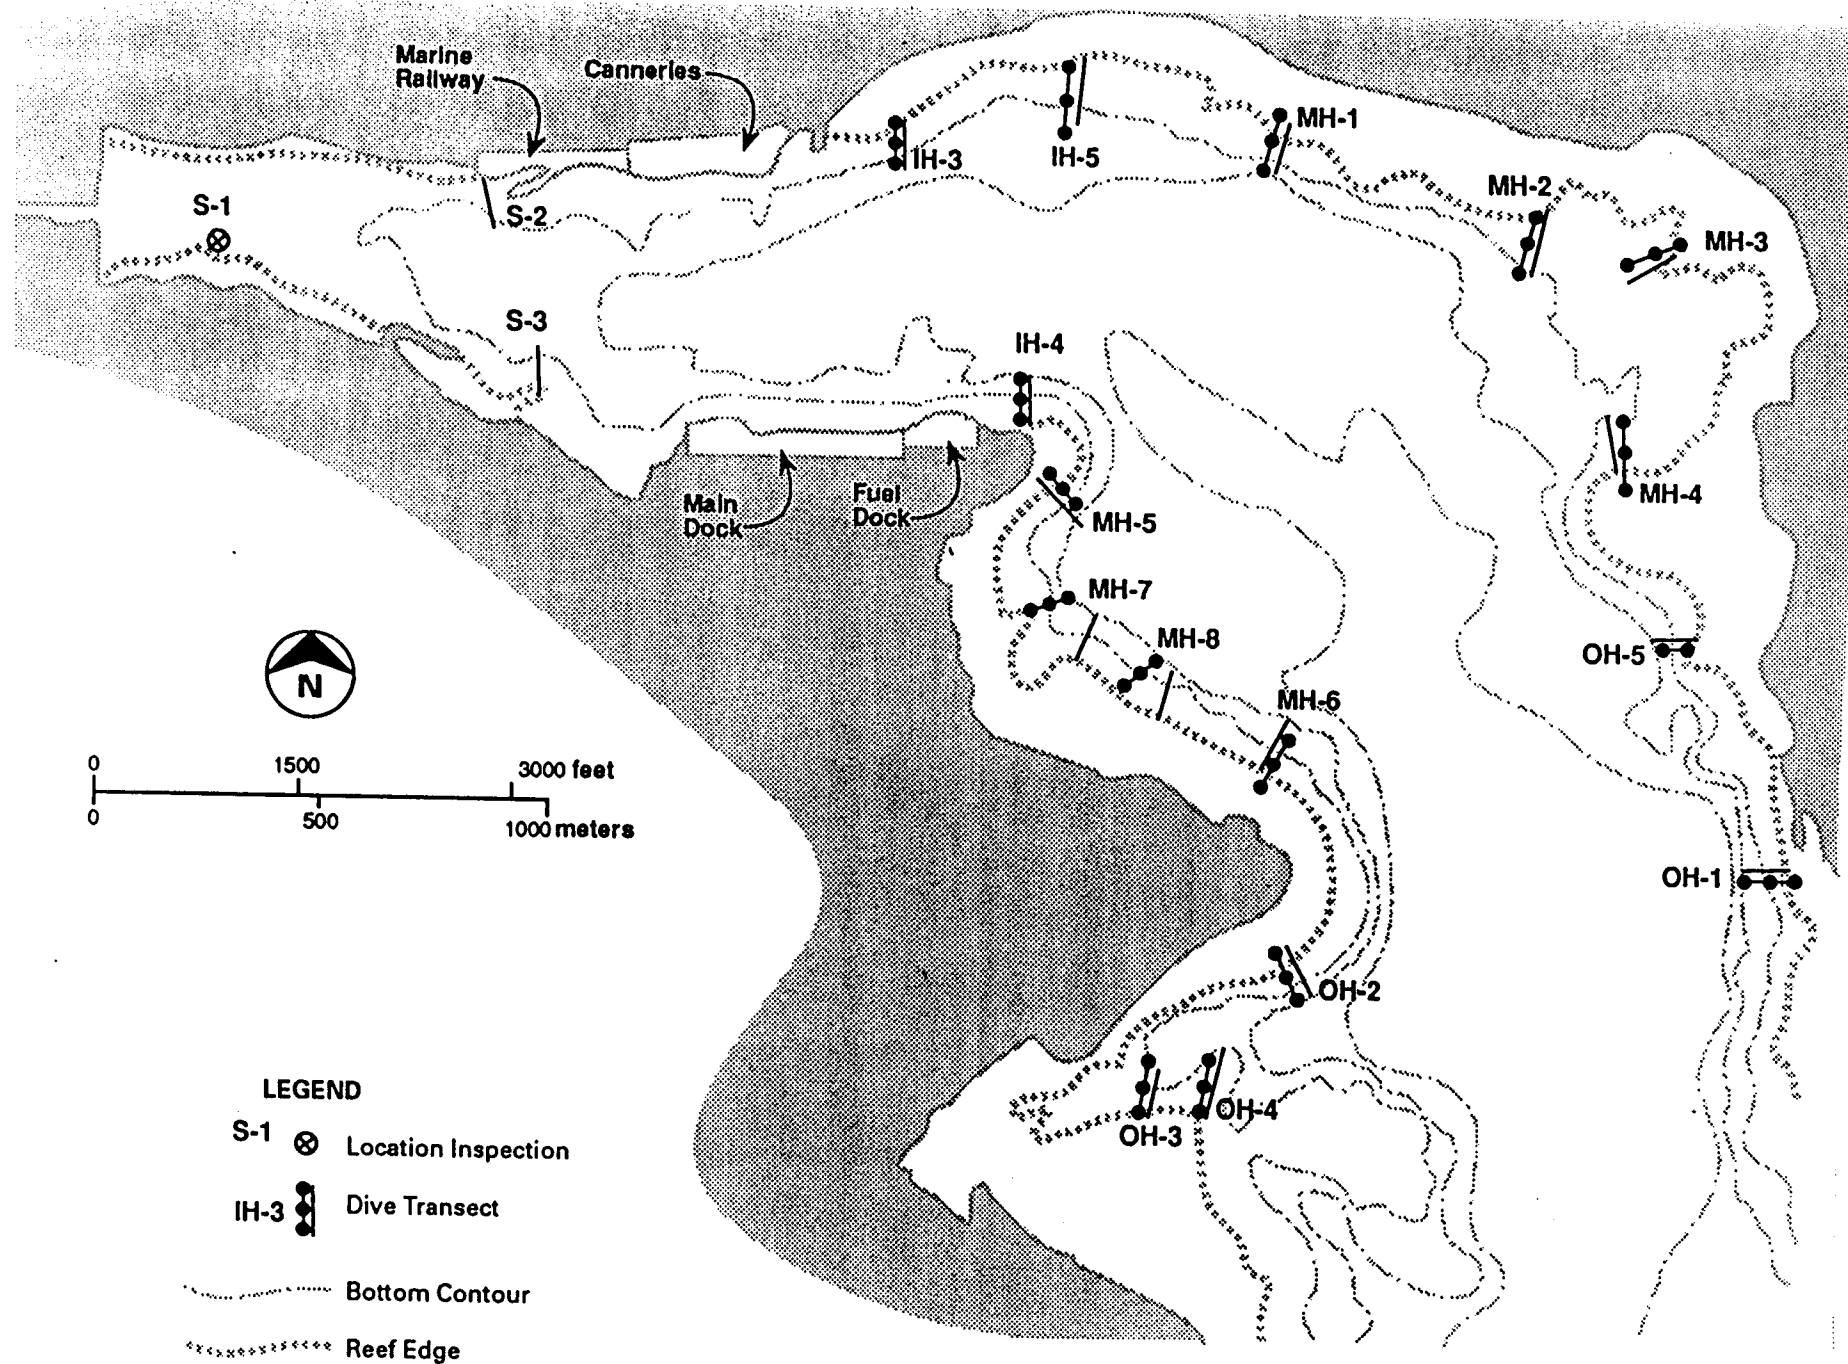 Marine
Railway
Canneries
MH-1
IH-3
IH-5
MH-2
S-1
S-2
MH-3
S-3
IH-4
Main
Dock
Fuel
Dock
MH-4
MH-5
MH-7
MH-8
OH-5
MH-6
N
0 1500 3000 feet
0 500 1000 meters
OH-1
OH-2
OH-4
OH-3
LEGEND
S-1 Location Inspection
IH-3 Dive Transect
Bottom Contour
Reef Edge